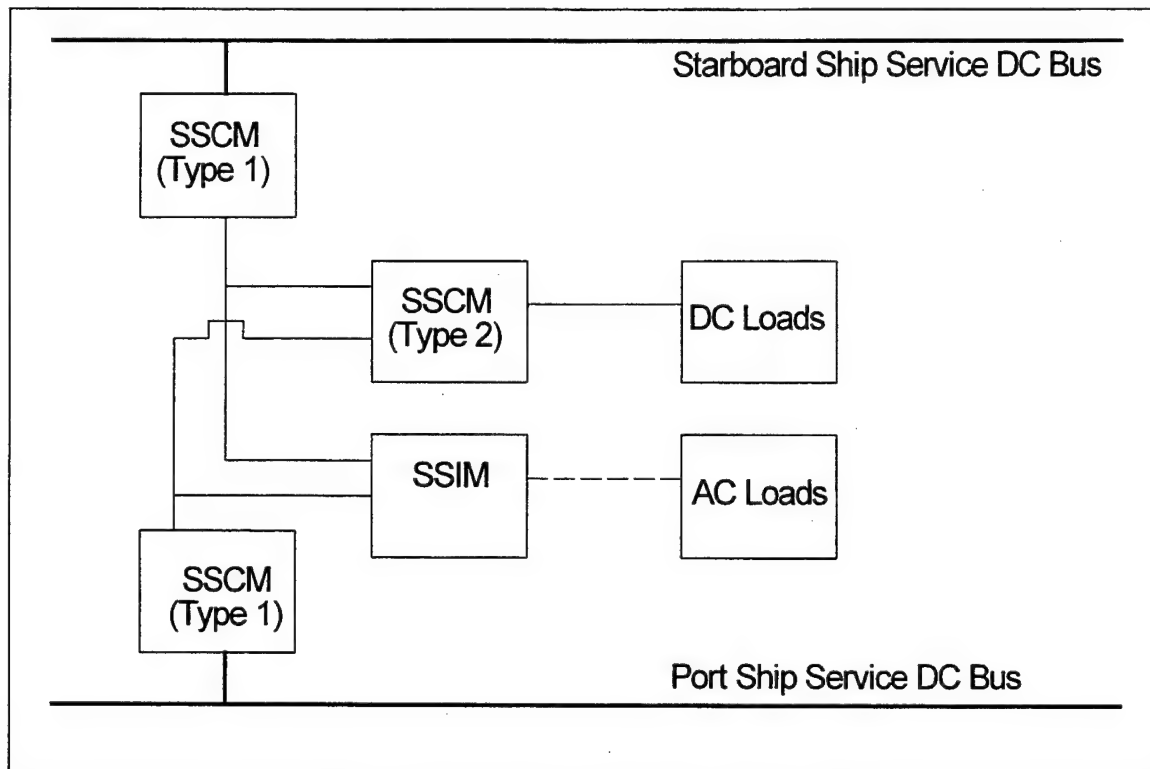 Starboard Ship Service DC Bus
SSCM
(Type 1)
SSCM
(Type 2)
DC Loads
SSIM
AC Loads
SSCM
(Type 1)
Port Ship Service DC Bus